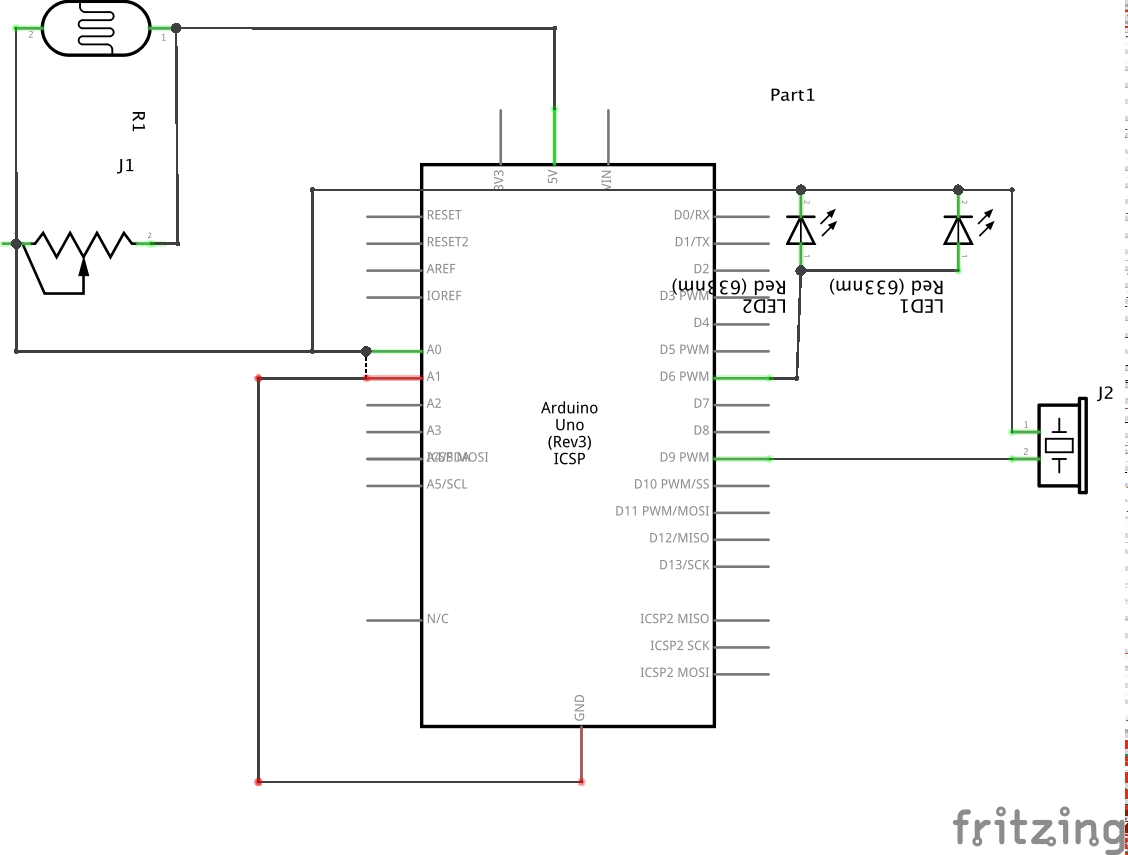 2
1
R1
J1
2
Part1
3V3
5V
VIN
RESET
RESET2
AREF
IOREF
A0
A1
A2
A3
A5/SCL
N/C
Arduino
Uno
(Rev3)
ICSP
D0/RX
D1/TX
D2
D3 PWM
D4
D5 PWM
D6 PWM
D7
D8
D9 PWM
D10 PWM/SS
D11 PWM/MOSI
D12/MISO
D13/SCK
ICSP2 MISO
ICSP2 SCK
ICSP2 MOSI
GND
2
1
LED2
Red (633nm)
2
1
LED1
Red (633nm)
J2
1
2
fritzing